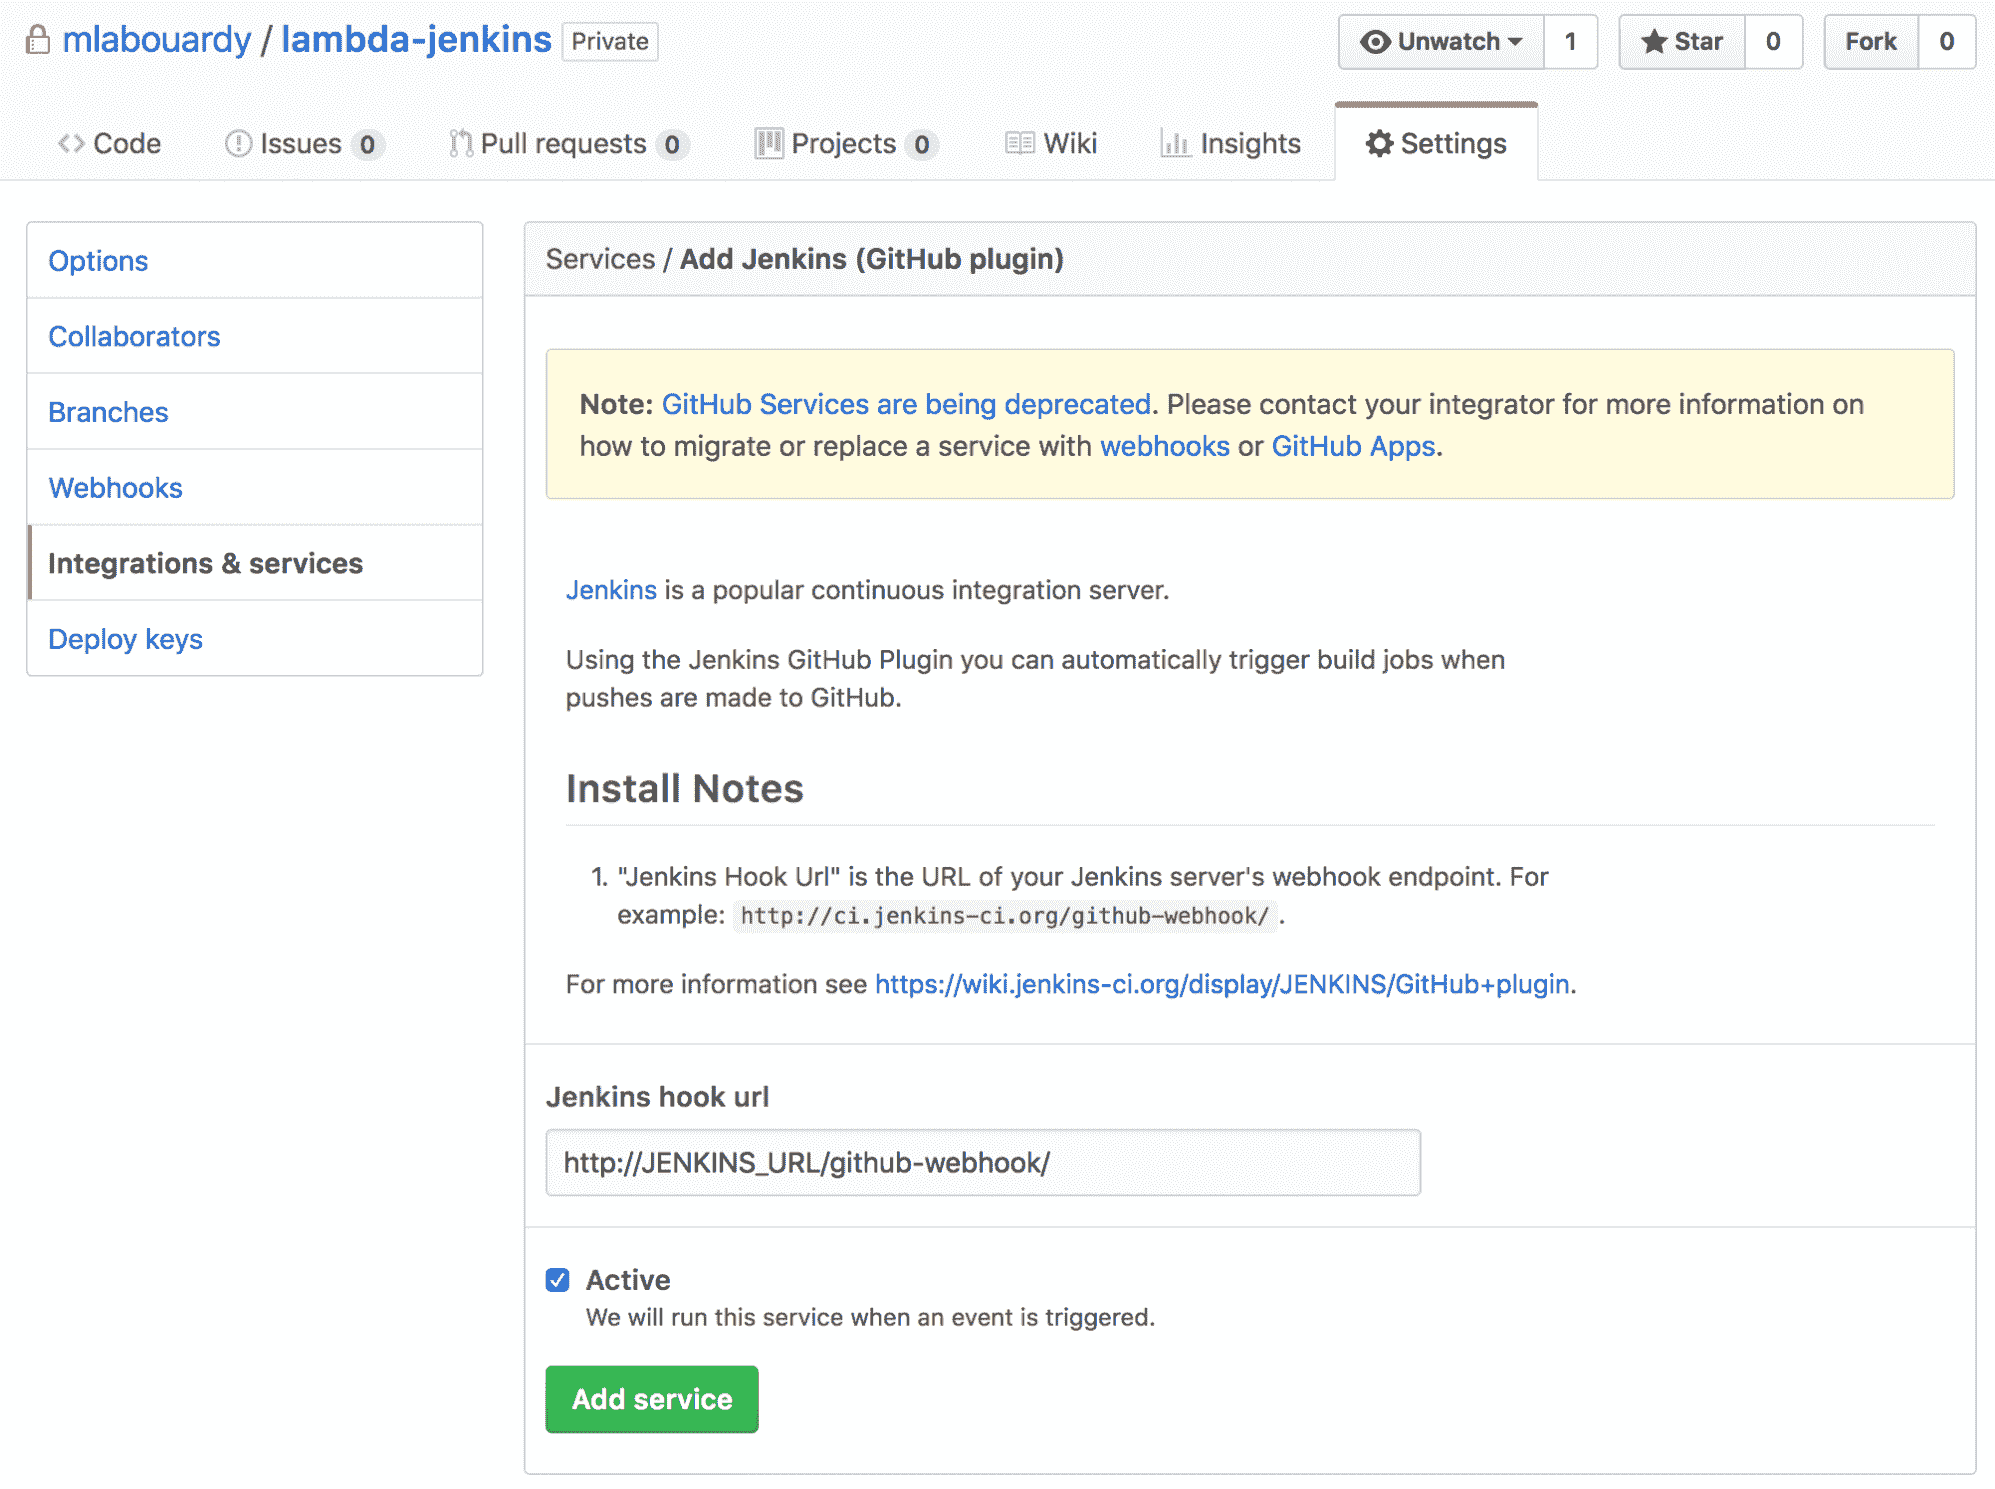 mlabouardy / lambda-jenkins Private Unwatch 1 Star 0 Fork 0
Code Issues 0 Pull requests 0 Projects 0 Wiki Insights Settings
Options
Collaborators
Branches
Webhooks
Integrations & services
Deploy keys
Services / Add Jenkins (GitHub plugin)
Note: GitHub Services are being deprecated. Please contact your integrator for more information on
how to migrate or replace a service with webhooks or GitHub Apps.
Jenkins is a popular continuous integration server.
Using the Jenkins GitHub Plugin you can automatically trigger build jobs when
pushes are made to GitHub.
Install Notes
1. "Jenkins Hook Url" is the URL of your Jenkins server's webhook endpoint. For
example: http://ci.jenkins-ci.org/github-webhook/ .
For more information see https://wiki.jenkins-ci.org/display/JENKINS/GitHub+plugin.
Jenkins hook url
http://JENKINS_URL/github-webhook/
Active
We will run this service when an event is triggered.
Add service